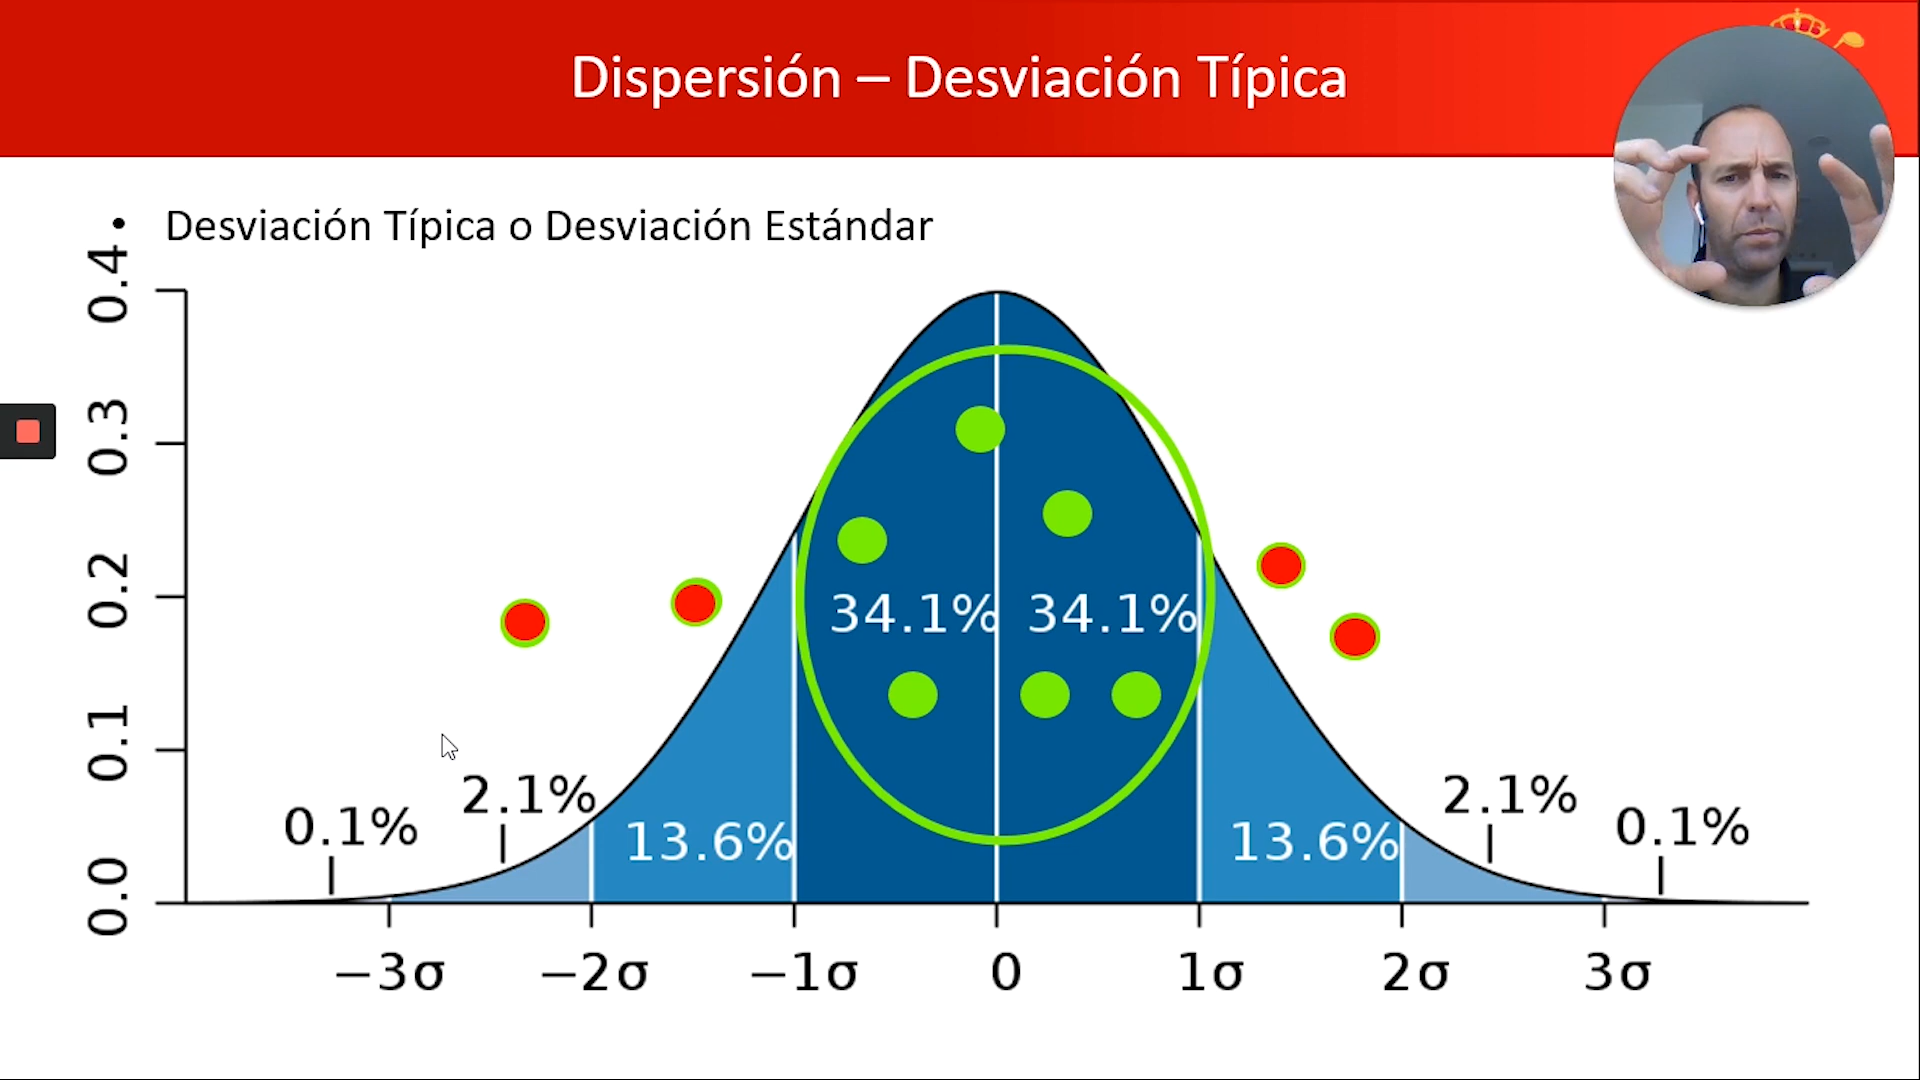 Dispersión – Desviación Típica
• Desviación Típica o Desviación Estándar
0.4
0.3
0.2
0.1
0.0
34.1% 34.1%
0.1% 2.1% 13.6% 13.6% 2.1% 0.1%
−3σ −2σ −1σ 0 1σ 2σ 3σ